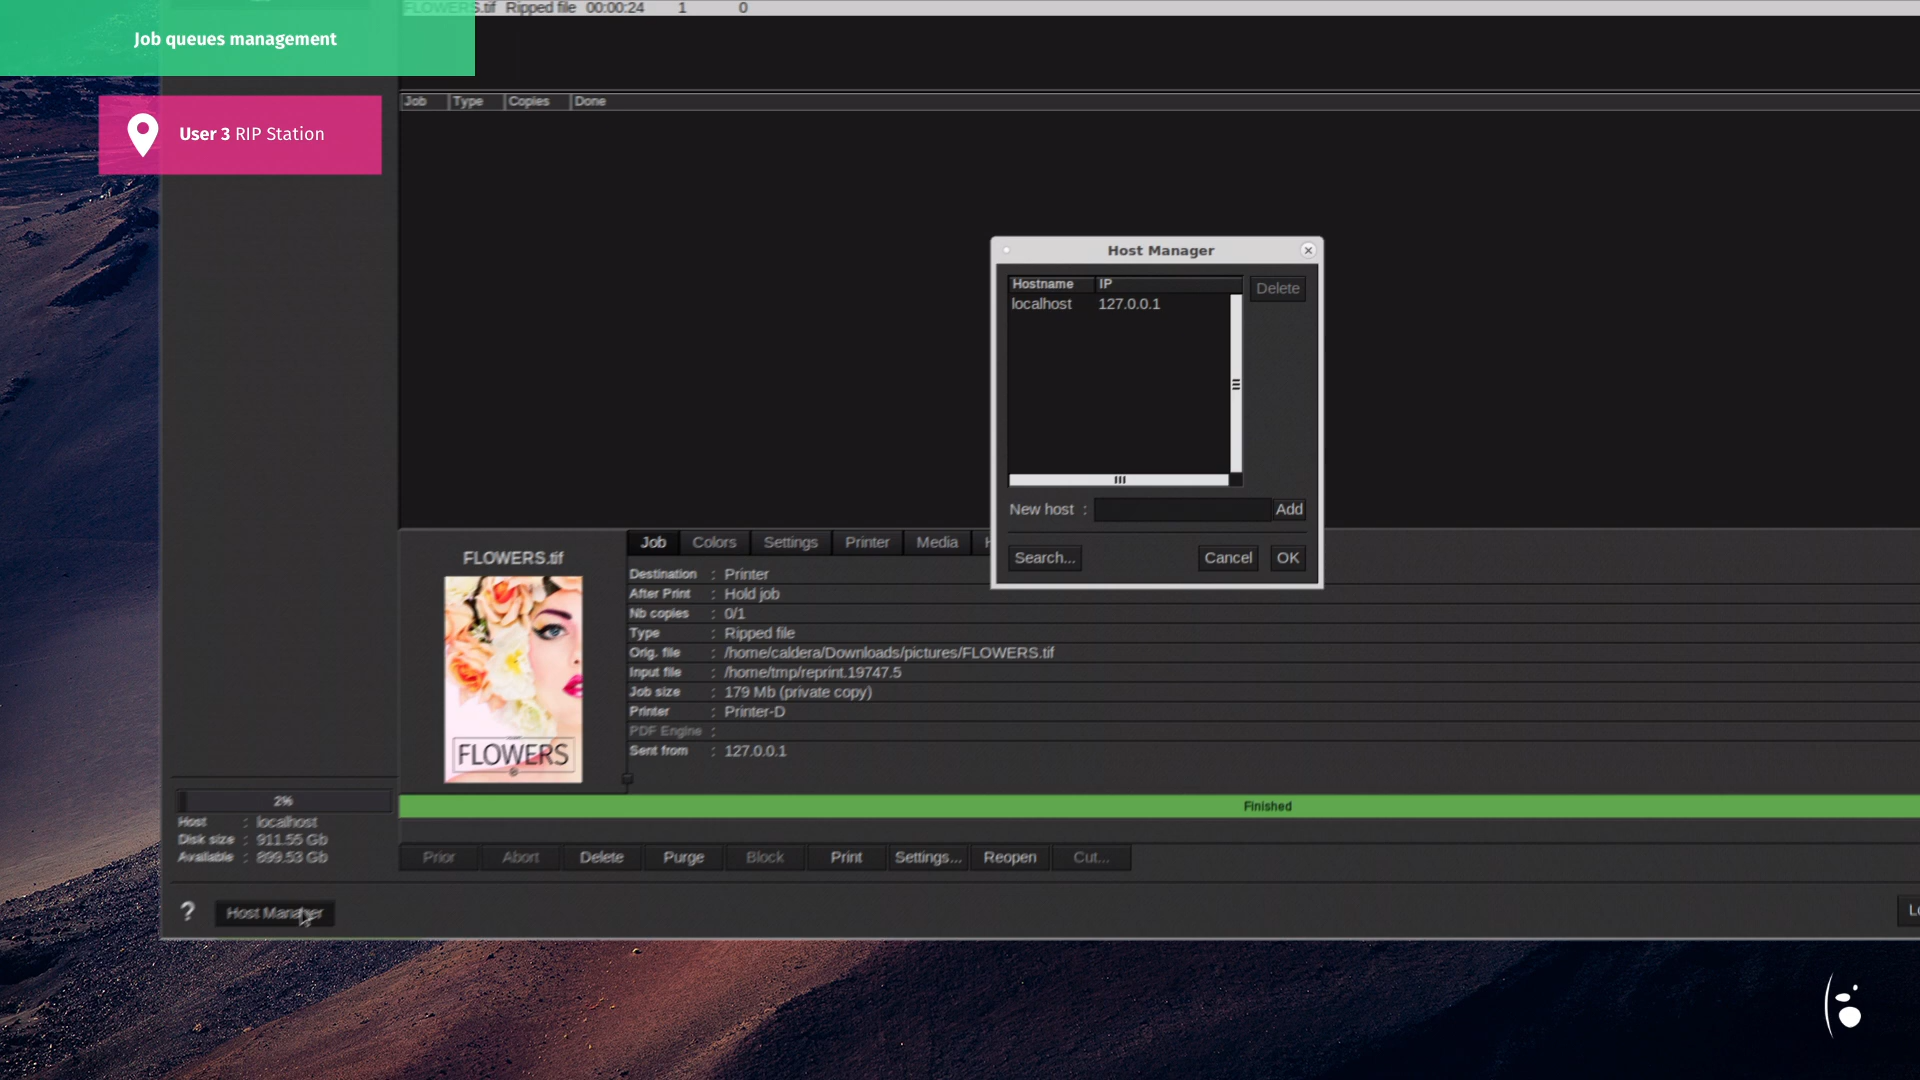 FLOWERS.tif Ripped file 00:00:24 1 0
Job queues management
Job Type Copies Done
User 3 RIP Station
Host Manager
Hostname IP
Delete
localhost 127.0.0.1
New host : Add
Search... Cancel OK
FLOWERS.tif
FLOWERS
Job Colors Settings Printer Media
Destination : Printer
After Print : Hold job
Nb copies : 0/1
Type : Ripped file
Orig. file : /home/caldera/Downloads/pictures/FLOWERS.tif
Input file : /home/tmp/reprint.19747.5
Job size : 179 Mb (private copy)
Printer : Printer-D
PDF Engine :
Sent from : 127.0.0.1
2%
Host : localhost
Disk size : 911.55 Gb
Available : 899.53 Gb
Finished
Prior Abort Delete Purge Block Print Settings... Reopen Cut...
? Host Manager